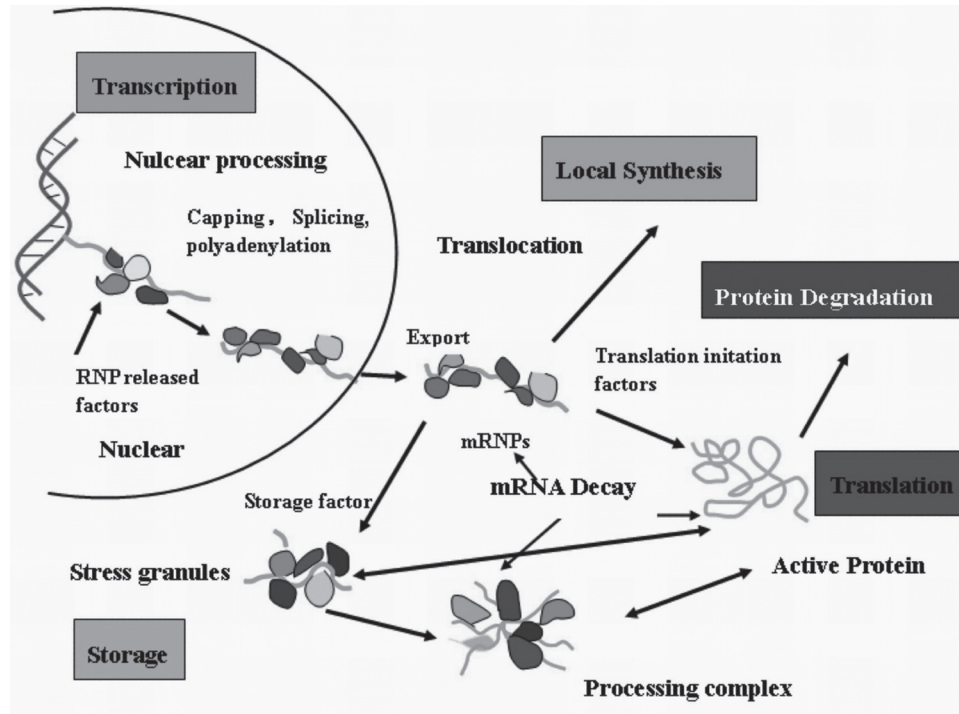 Transcription
Nulcear processing
Capping, Splicing,
polyadenylation
RNP released
factors
Nuclear
Local Synthesis
Translocation
Protein Degradation
Export
Translation initation
factors
mRNPs
mRNA Decay
Translation
Storage factor
Stress granules
Active Protein
Storage
Processing complex